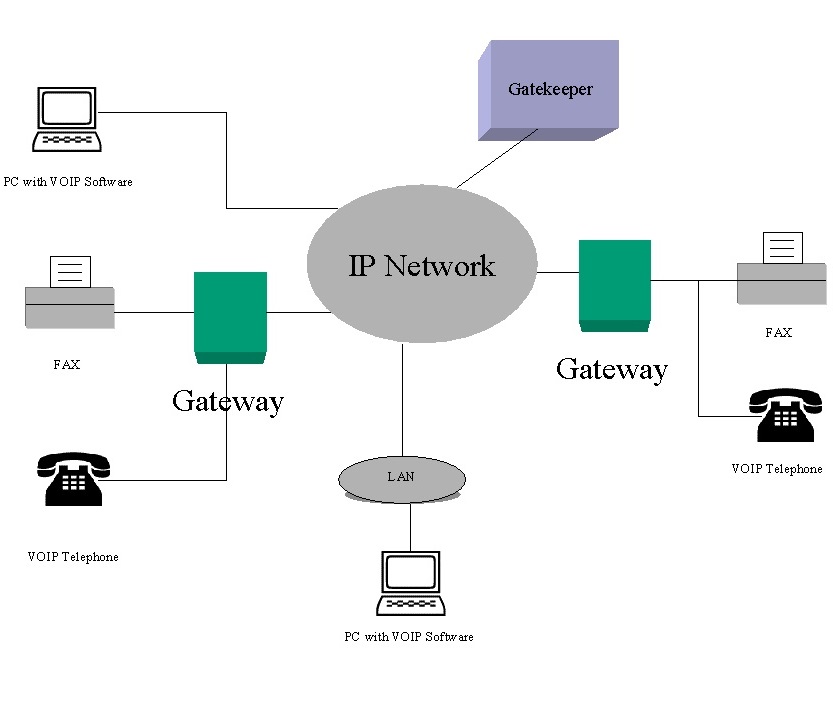 Gatekeeper
PC with VOIP Software
IP Network
FAX
FAX
Gateway
Gateway
VOIP Telephone
LAN
VOIP Telephone
PC with VOIP Software